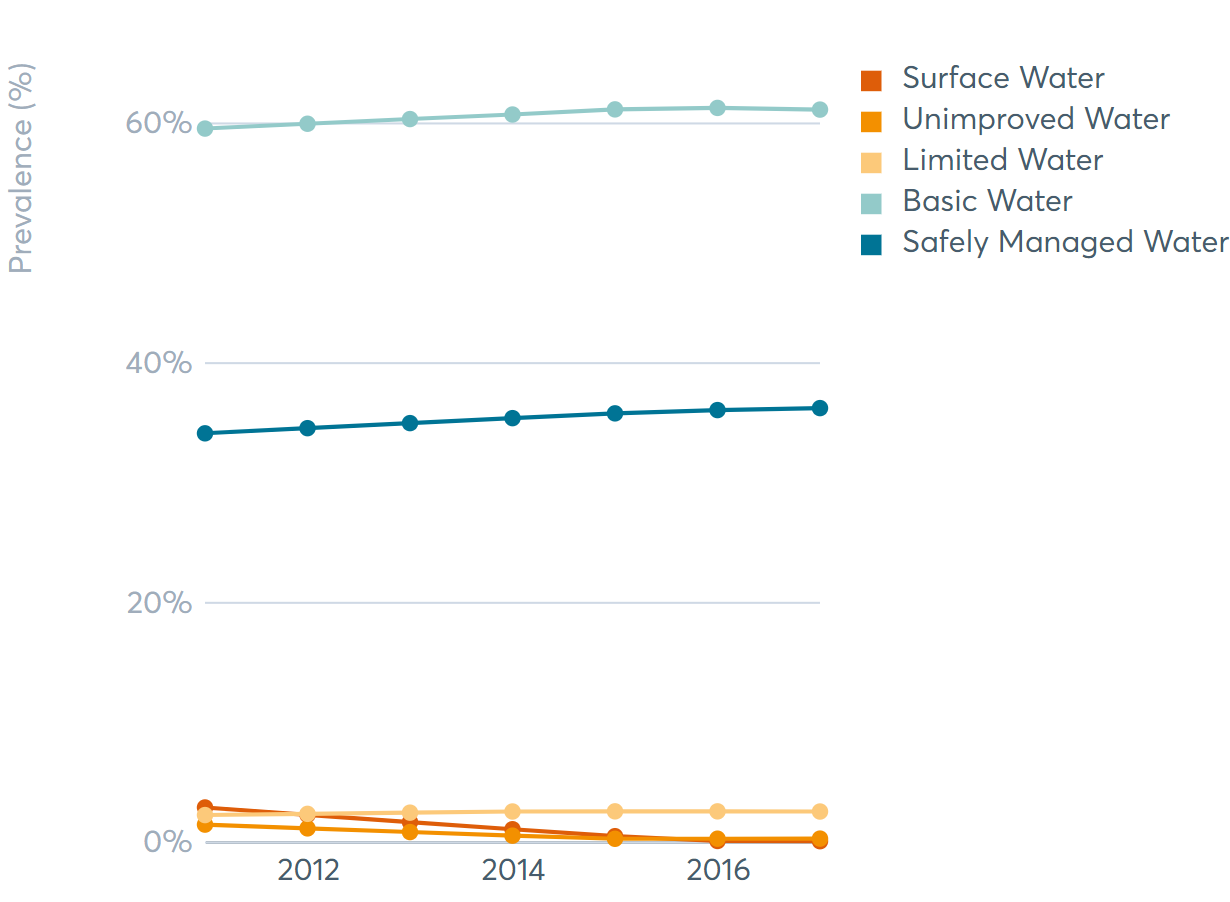 Prevalence (%)
60%
40%
20%
0%
2012
2014
2016
Surface Water
Unimproved Water
Limited Water
Basic Water
Safely Managed Water